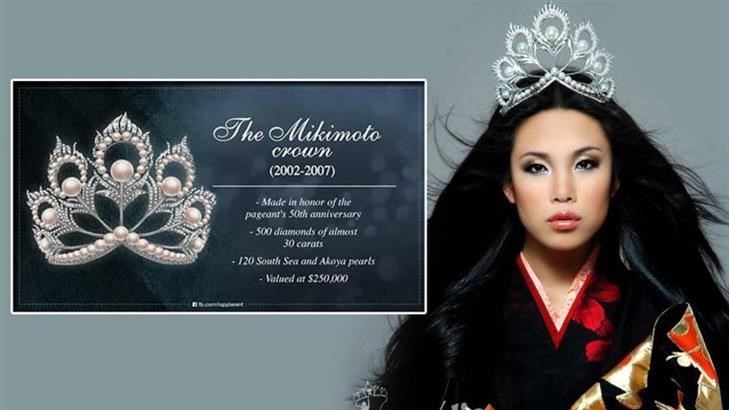 The Mikimoto
crown
(2002-2007)
- Made in honor of the
pageant's 50th anniversary
- 500 diamonds of almost
30 carats
- 120 South Sea and Akoya pearls
- Valued at $250,000
fb.com/rapplerent